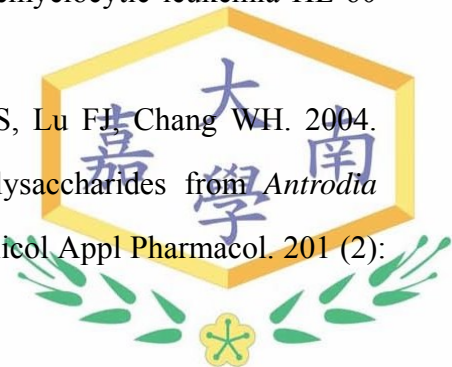 emyelocytic leukemia HL-60
S, Lu FJ, Chang WH. 2004.
lysaccharides from Antrodia
icol Appl Pharmacol. 201 (2):
大
嘉 南
學